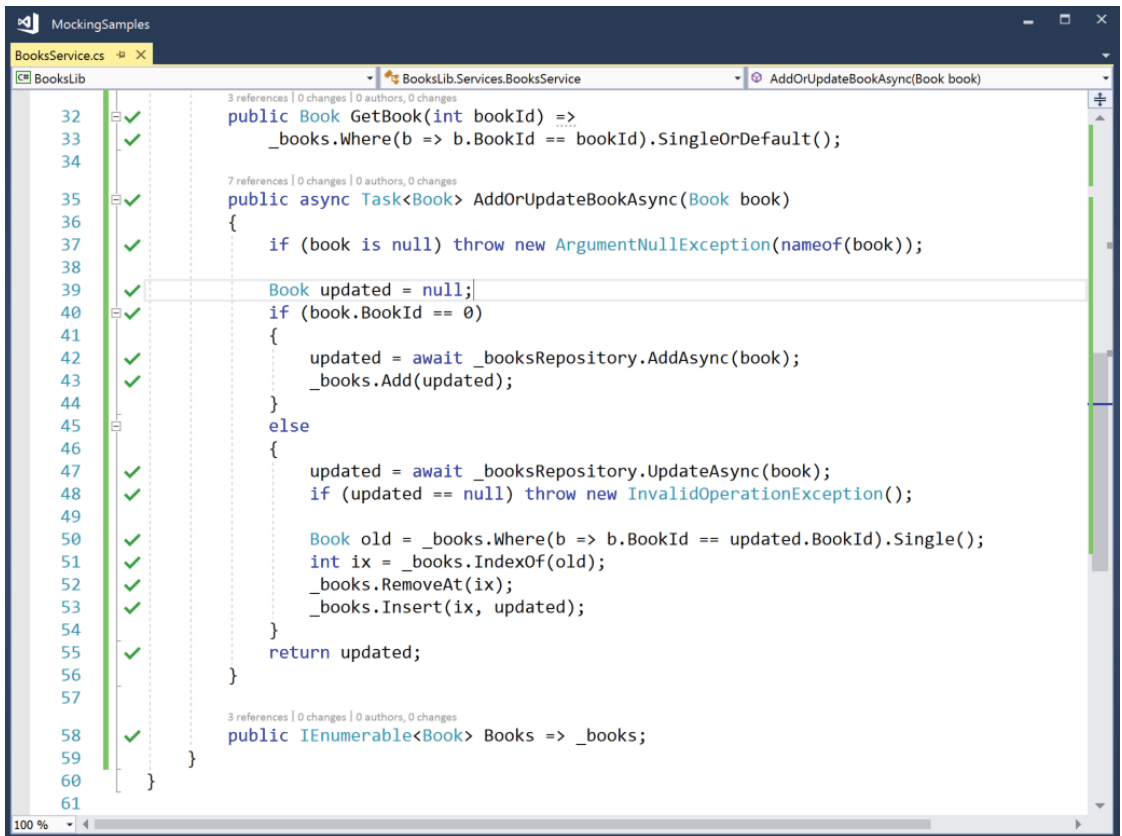 MockingSamples
BooksService.cs
C# BooksLib BooksLib.Services.BooksService AddOrUpdateBookAsync(Book book)
3 references | 0 changes | 0 authors, 0 changes
32 public Book GetBook(int bookId) =>
33 _books.Where(b => b.BookId == bookId).SingleOrDefault();
34
7 references | 0 changes | 0 authors, 0 changes
35 public async Task<Book> AddOrUpdateBookAsync(Book book)
36 {
37 if (book is null) throw new ArgumentNullException(nameof(book));
38
39 Book updated = null;
40 if (book.BookId == 0)
41 {
42 updated = await _booksRepository.AddAsync(book);
43 _books.Add(updated);
44 }
45 else
46 {
47 updated = await _booksRepository.UpdateAsync(book);
48 if (updated == null) throw new InvalidOperationException();
49
50 Book old = _books.Where(b => b.BookId == updated.BookId).Single();
51 int ix = _books.IndexOf(old);
52 _books.RemoveAt(ix);
53 _books.Insert(ix, updated);
54 }
55 return updated;
56 }
57
3 references | 0 changes | 0 authors, 0 changes
58 public IEnumerable<Book> Books => _books;
59 }
60 }
61
100 %